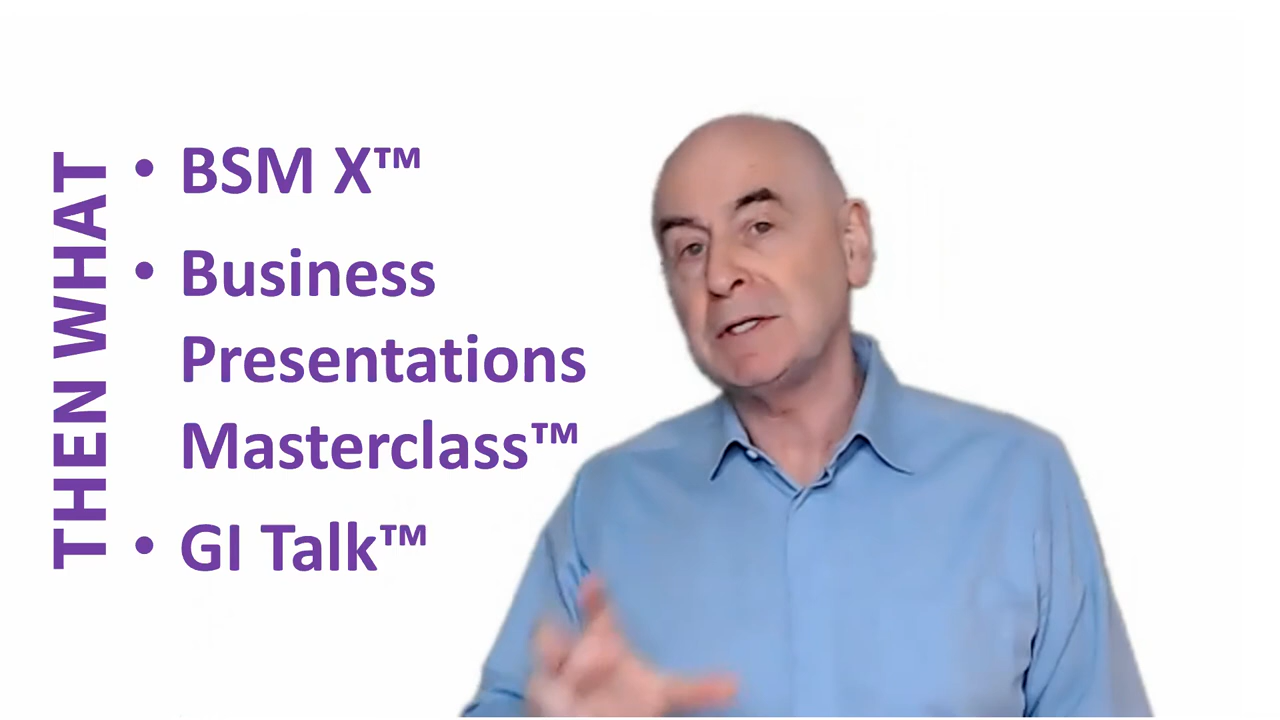 THEN WHAT
• BSM X™
• Business
Presentations
Masterclass™
• GI Talk™